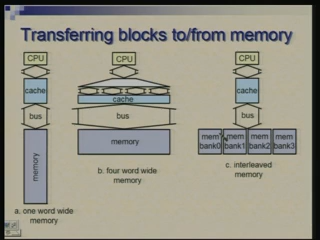 Transferring blocks to/from memory
CPU
cache
bus
memory
a. one word wide
memory
CPU
cache
bus
memory
b. four word wide
memory
CPU
cache
bus
mem
bank0
mem
bank1
mem
bank2
mem
bank3
c. interleaved
memory